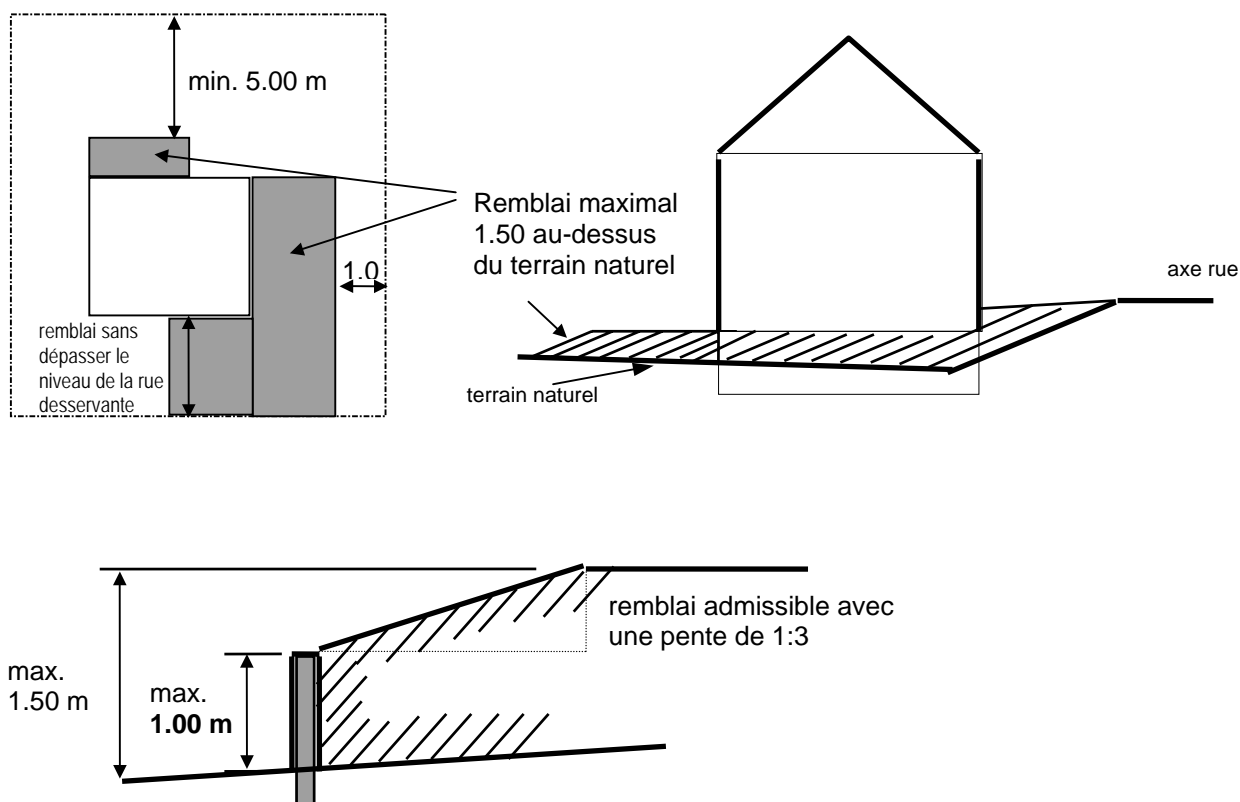 min. 5.00 m
Remblai maximal
1.50 au-dessus
du terrain naturel
axe rue
1.0
remblai sans
dépasser le
niveau de la rue
desservante
terrain naturel
remblai admissible avec
une pente de 1:3
max.
1.50 m
max.
1.00 m